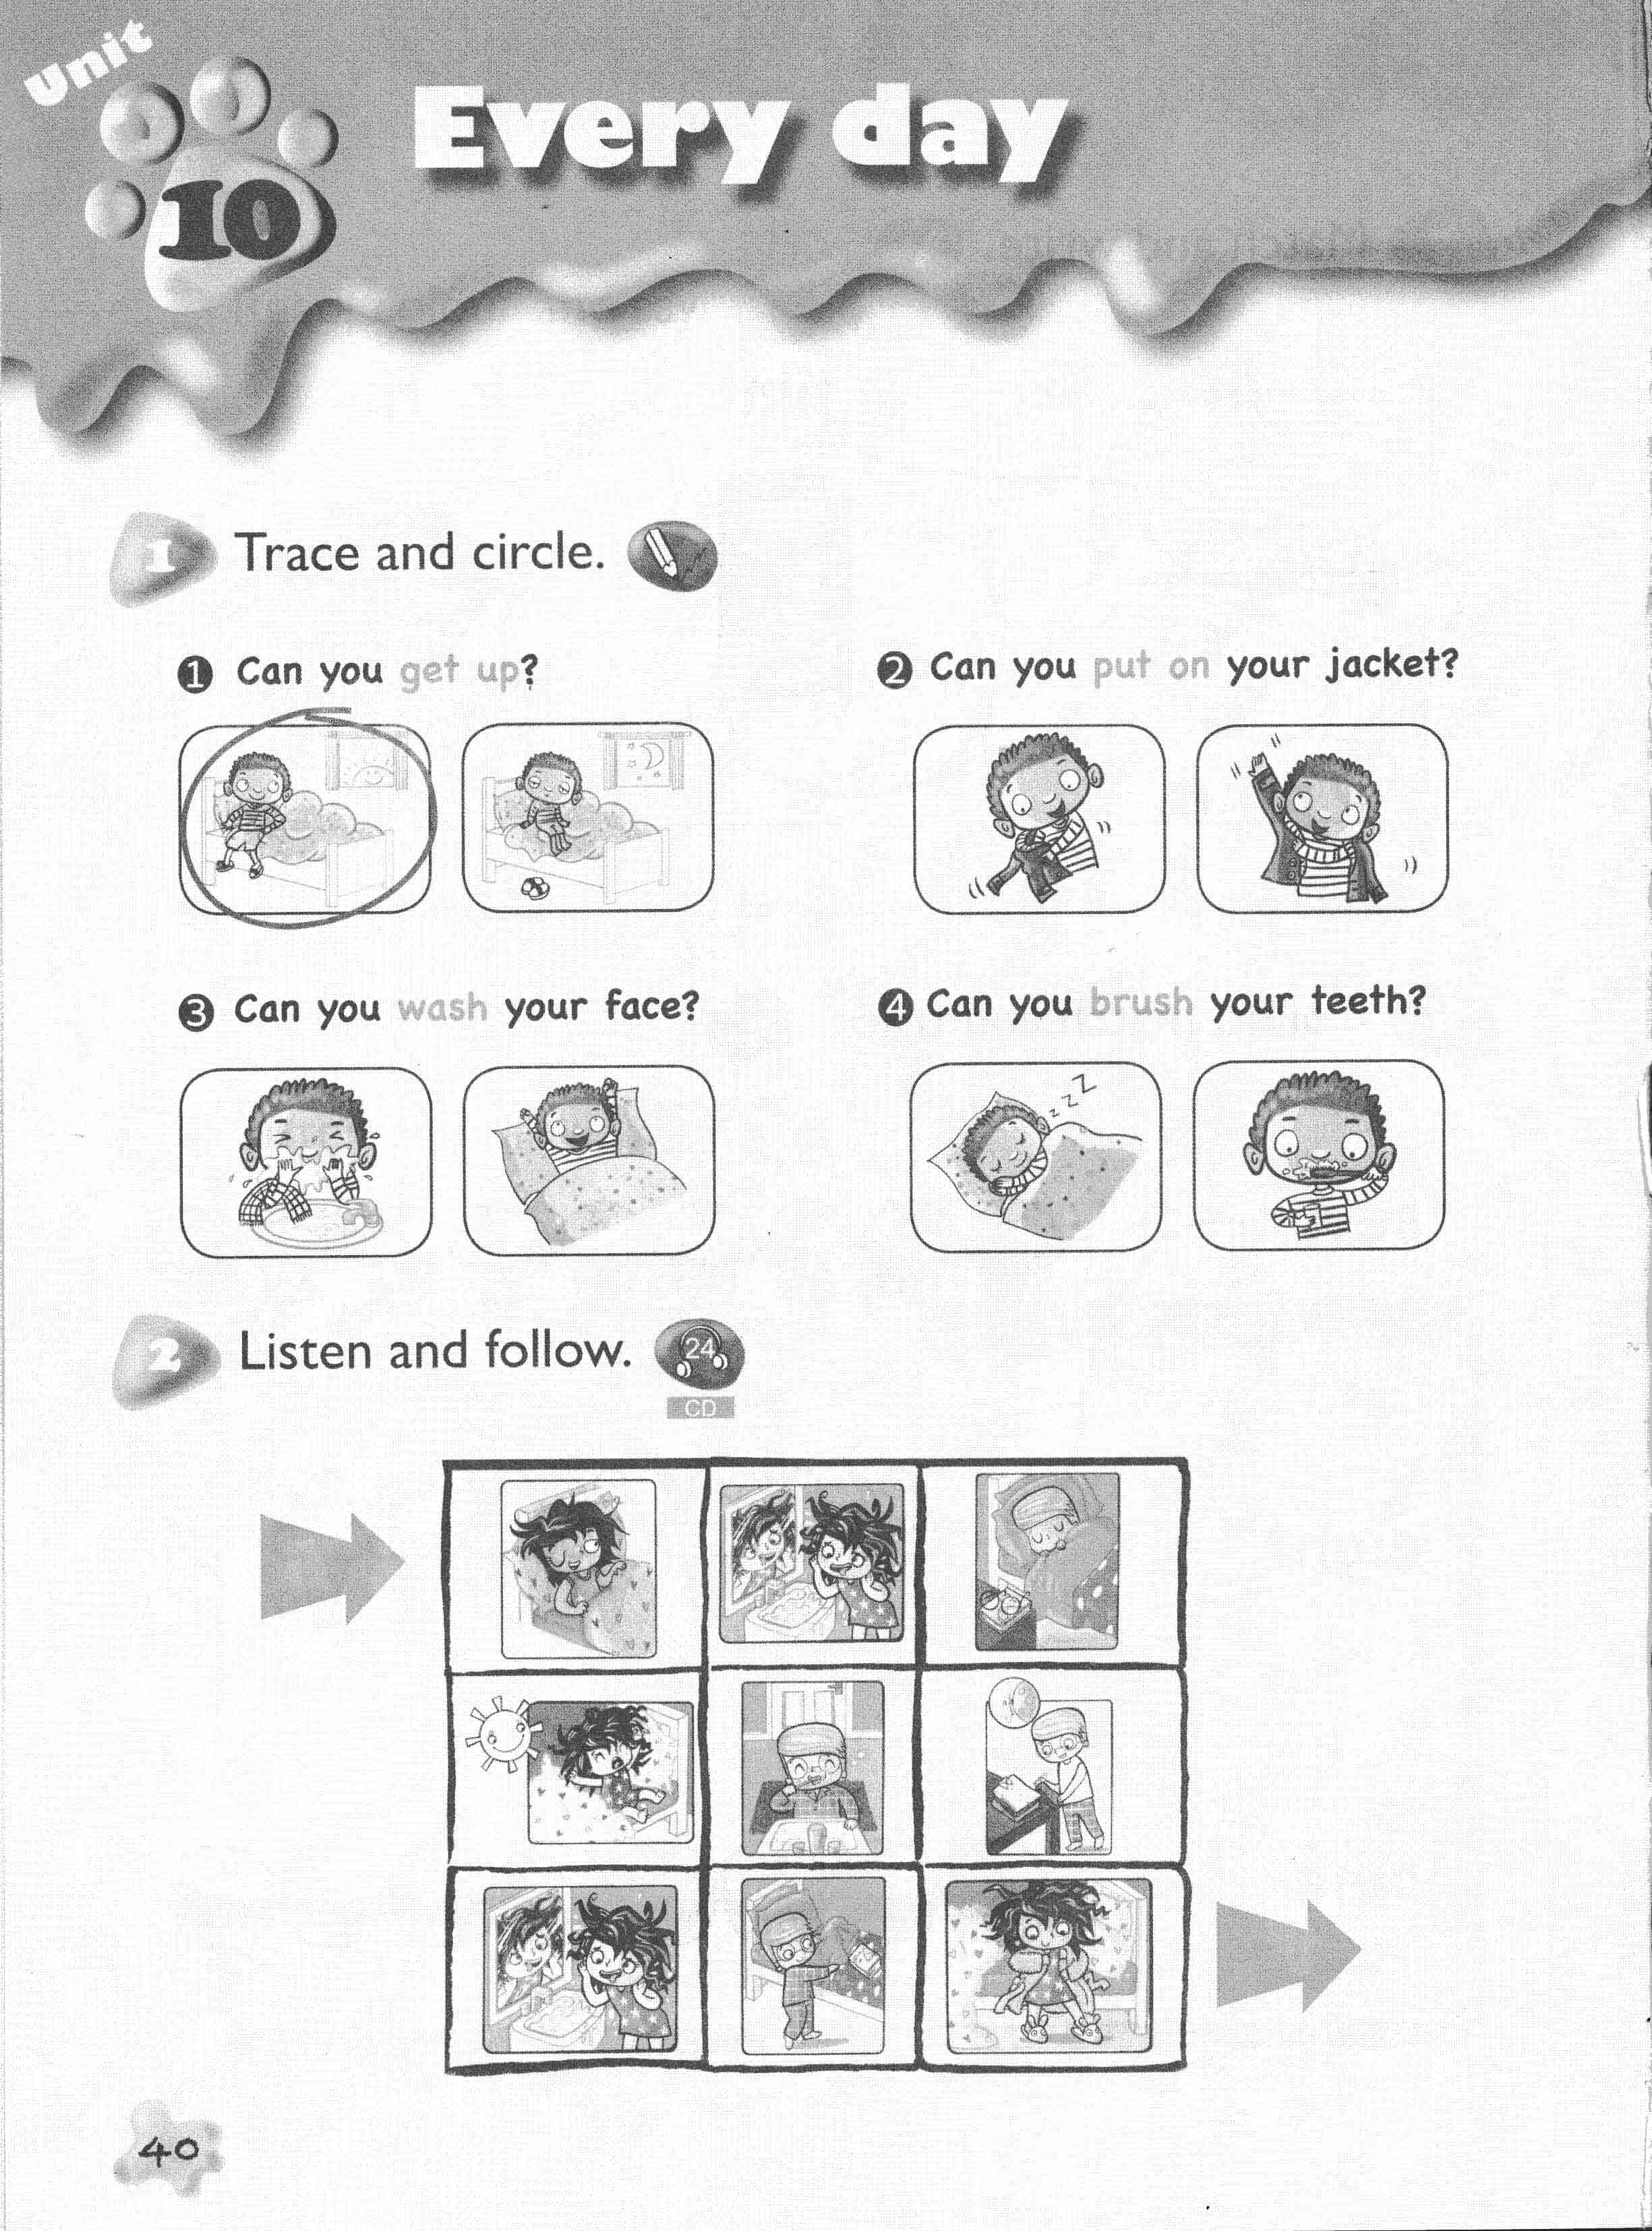 Unit
10
Every day
1 Trace and circle.
1 Can you get up?
2 Can you put on your jacket?
3 Can you wash your face?
4 Can you brush your teeth?
z z z Z
2 Listen and follow. 24
CD
40